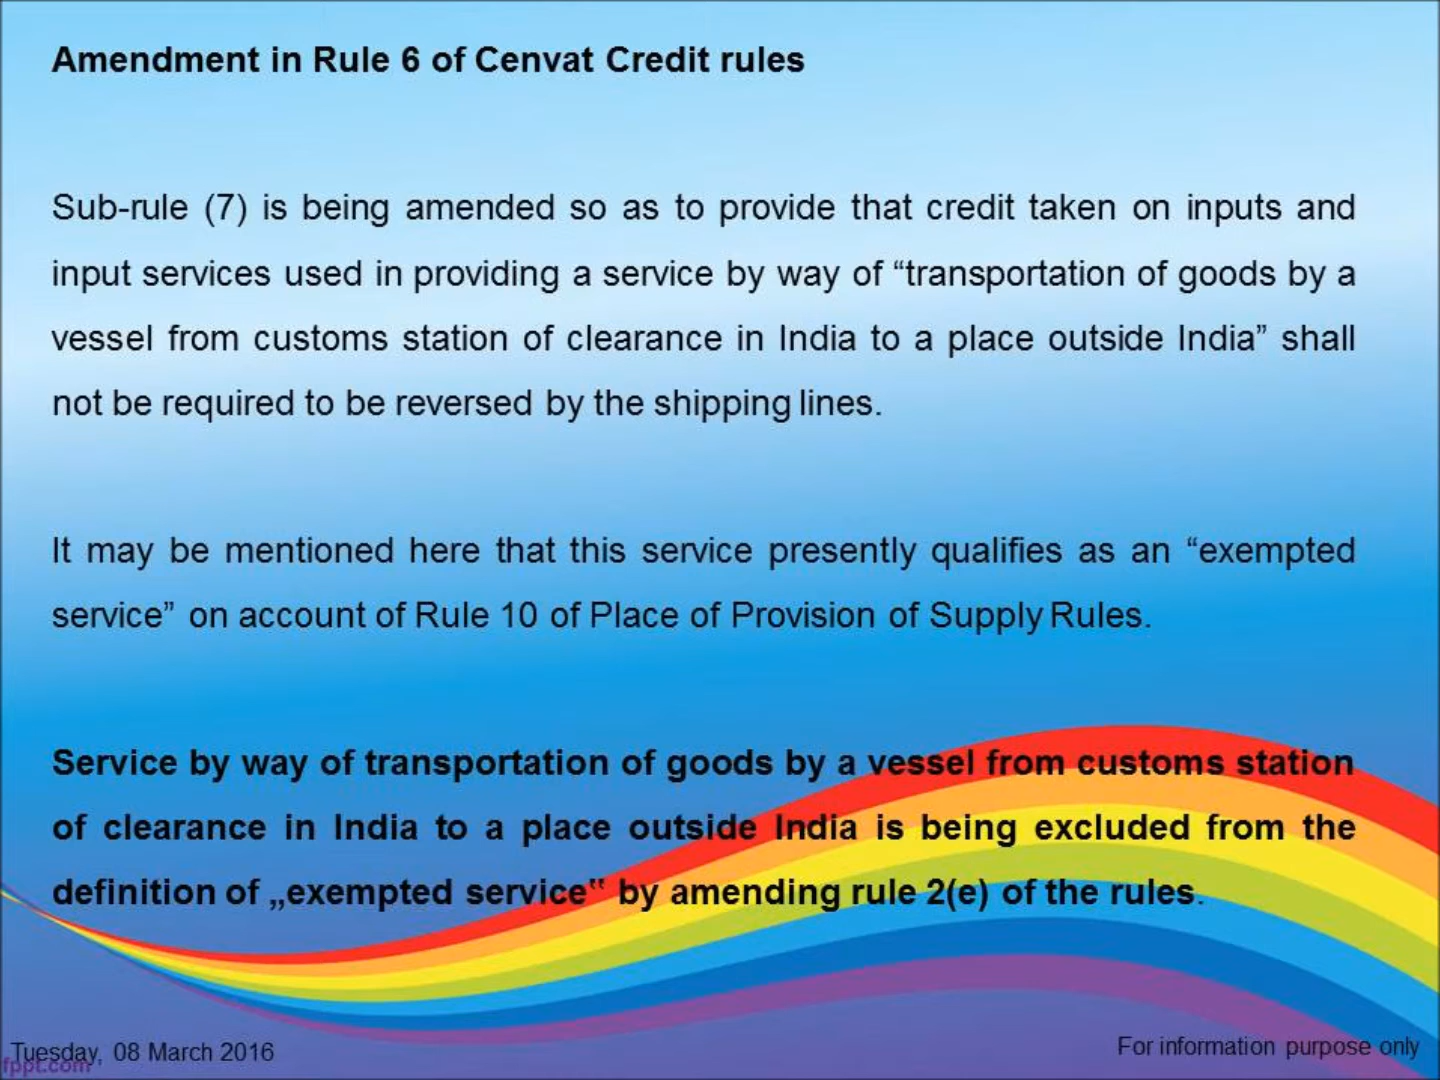 Amendment in Rule 6 of Cenvat Credit rules
Sub-rule (7) is being amended so as to provide that credit taken on inputs and
input services used in providing a service by way of “transportation of goods by a
vessel from customs station of clearance in India to a place outside India” shall
not be required to be reversed by the shipping lines.
It may be mentioned here that this service presently qualifies as an “exempted
service” on account of Rule 10 of Place of Provision of Supply Rules.
Service by way of transportation of goods by a vessel from customs station
of clearance in India to a place outside India is being excluded from the
definition of „exempted service‟ by amending rule 2(e) of the rules.
Tuesday, 08 March 2016
For information purpose only
fppt.com